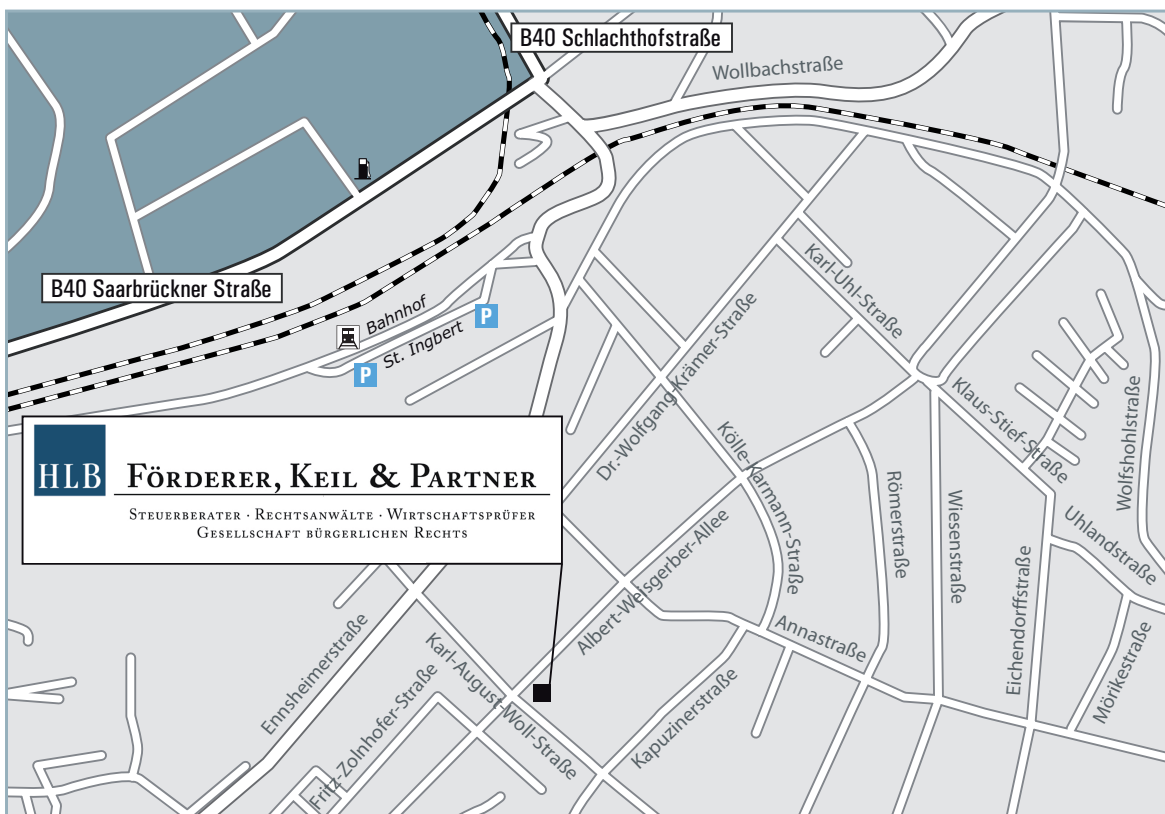 B40 Schlachthofstraße
Wollbachstraße
Karl-Uhl-Straße
B40 Saarbrückner Straße
Bahnhof
St. Ingbert
P
P
Dr.-Wolfgang-Krämer-Straße
Klaus-Stief-Straße
Wolfshohlstraße
Kölle-Karmann-Straße
HLB
FÖRDERER, KEIL & PARTNER
STEUERBERATER · RECHTSANWÄLTE · WIRTSCHAFTSPRÜFER
GESELLSCHAFT BÜRGERLICHEN RECHTS
Römerstraße
Wiesenstraße
Uhlandstraße
Albert-Weisgerber-Allee
Eichendorffstraße
Annastraße
Ennsheimerstraße
Karl-August-Woll-Straße
Mörikestraße
Fritz-Zolnhofer-Straße
Kapuzinerstraße